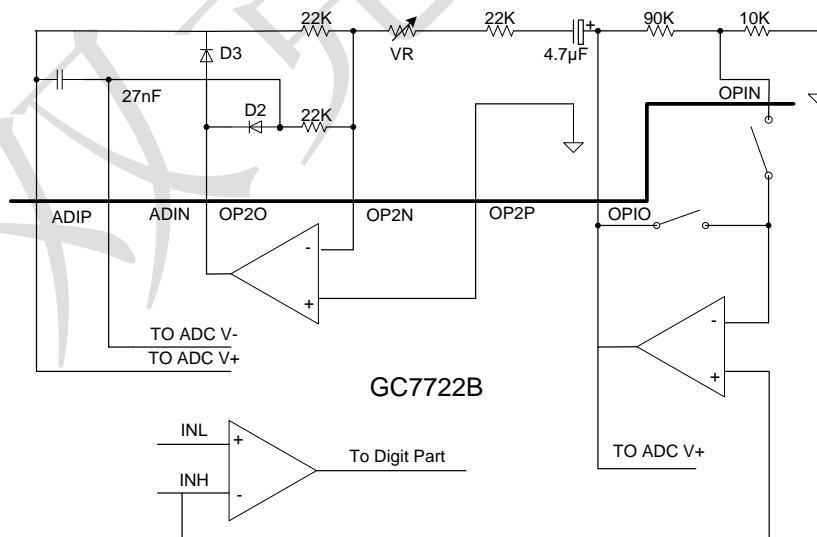 22K
VR
22K
4.7μF
+
90K
10K
D3
27nF
D2
22K
OPIN
ADIP
ADIN
OP2O
OP2N
OP2P
OPIO
-
+
-
+
TO ADC V-
TO ADC V+
GC7722B
INL
+
To Digit Part
TO ADC V+
INH
-